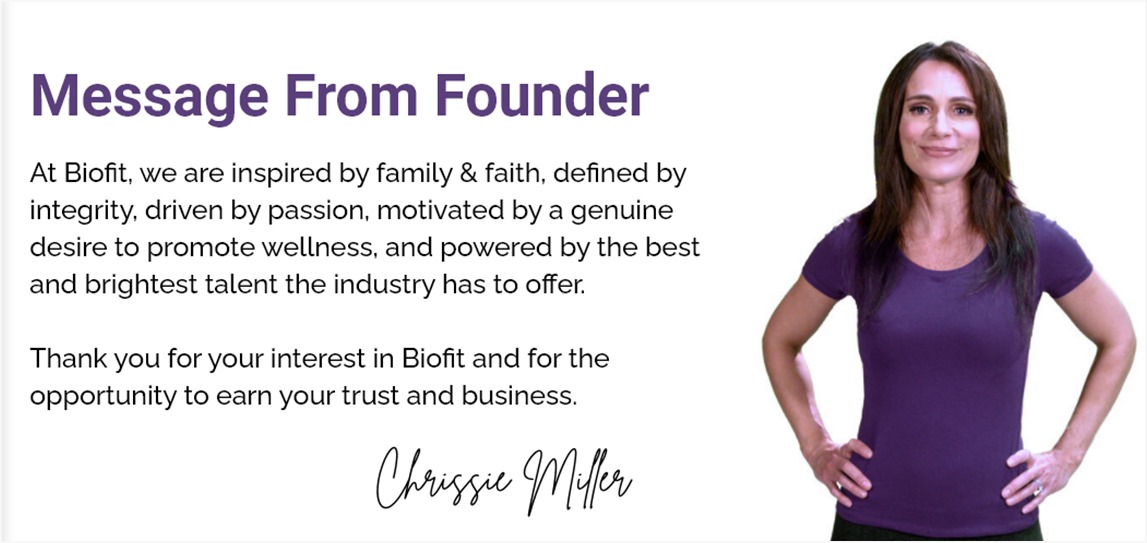 Message From Founder
At Biofit, we are inspired by family & faith, defined by
integrity, driven by passion, motivated by a genuine
desire to promote wellness, and powered by the best
and brightest talent the industry has to offer.
Thank you for your interest in Biofit and for the
opportunity to earn your trust and business.
Chrissie Miller